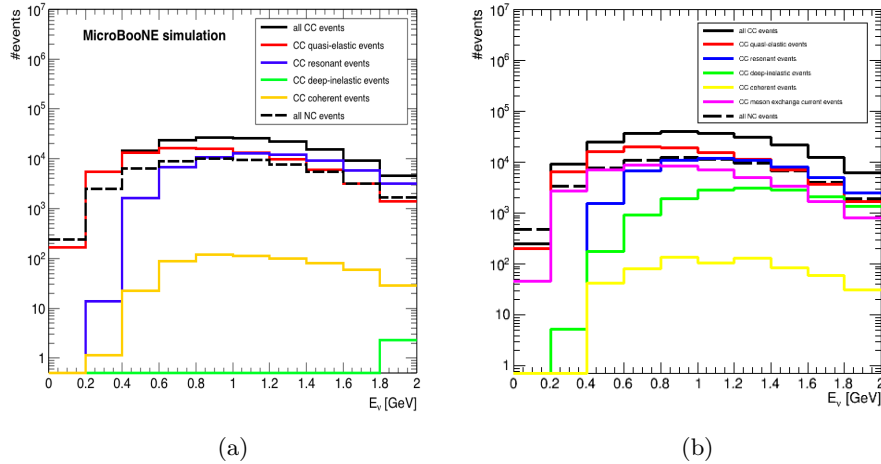 #events
10^7
10^6
10^5
10^4
10^3
10^2
10
1
MicroBooNE simulation
all CC events
CC quasi-elastic events
CC resonant events
CC deep-inelastic events
CC coherent events
all NC events
0 0.2 0.4 0.6 0.8 1 1.2 1.4 1.6 1.8 2
E_ν [GeV]
(a)
#events
10^7
10^6
10^5
10^4
10^3
10^2
10
1
all CC events
CC quasi-elastic events
CC resonant events
CC deep-inelastic events
CC coherent events
CC meson exchange current events
all NC events
0 0.2 0.4 0.6 0.8 1 1.2 1.4 1.6 1.8 2
E_ν [GeV]
(b)